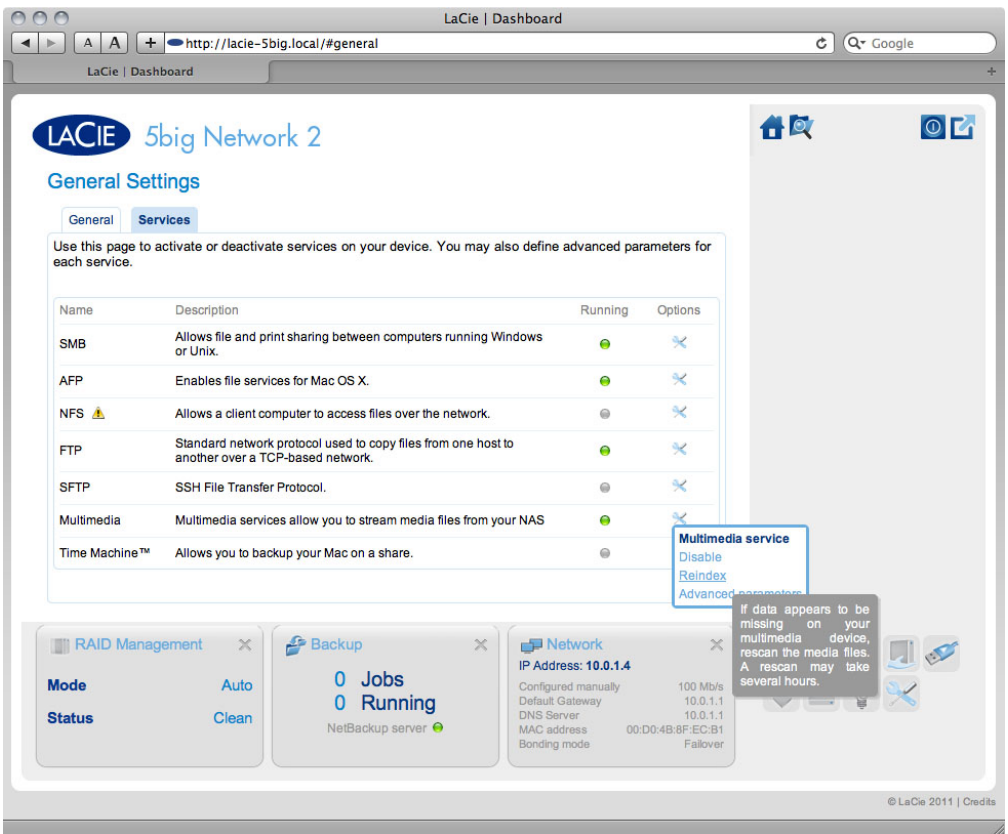 LaCie | Dashboard
A A + http://lacie-5big.local/#general Google
LaCie | Dashboard +
LACIE 5big Network 2
General Settings
General Services
Use this page to activate or deactivate services on your device. You may also define advanced parameters for
each service.
Name Description Running Options
SMB Allows file and print sharing between computers running Windows
or Unix.
AFP Enables file services for Mac OS X.
NFS Allows a client computer to access files over the network.
FTP Standard network protocol used to copy files from one host to
another over a TCP-based network.
SFTP SSH File Transfer Protocol.
Multimedia Multimedia services allow you to stream media files from your NAS
Time Machine™ Allows you to backup your Mac on a share.
Multimedia service
Disable
Reindex
Advanced parameters
If data appears to be
missing on your
multimedia device,
rescan the media files.
A rescan may take
several hours.
RAID Management
Mode Auto
Status Clean
Backup
0 Jobs
0 Running
NetBackup server
Network
IP Address: 10.0.1.4
Configured manually 100 Mb/s
Default Gateway 10.0.1.1
DNS Server 10.0.1.1
MAC address 00:D0:4B:8F:EC:B1
Bonding mode Failover
© LaCie 2011 | Credits